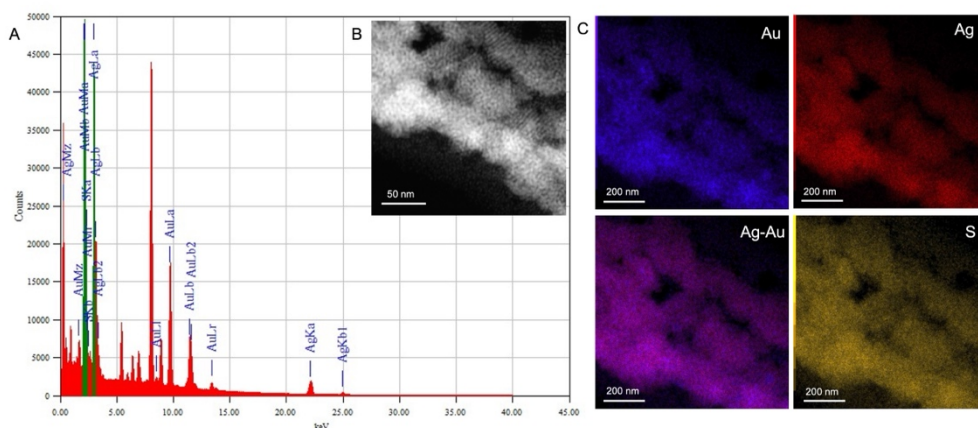 A
50000
45000
40000
35000
30000
25000
20000
15000
10000
5000
0
Counts
0.00 5.00 10.00 15.00 20.00 25.00 30.00 35.00 40.00 45.00
keV
AgMz
AuMz
AuMb AuMa
SKa
AuMr
SKb
AgLa
AgLb
AgLb2
AuLl
AuLa
AuLb AuLb2
AuLr
AgKa
AgKb1
B
50 nm
C
Au
200 nm
Ag
200 nm
Ag-Au
200 nm
S
200 nm